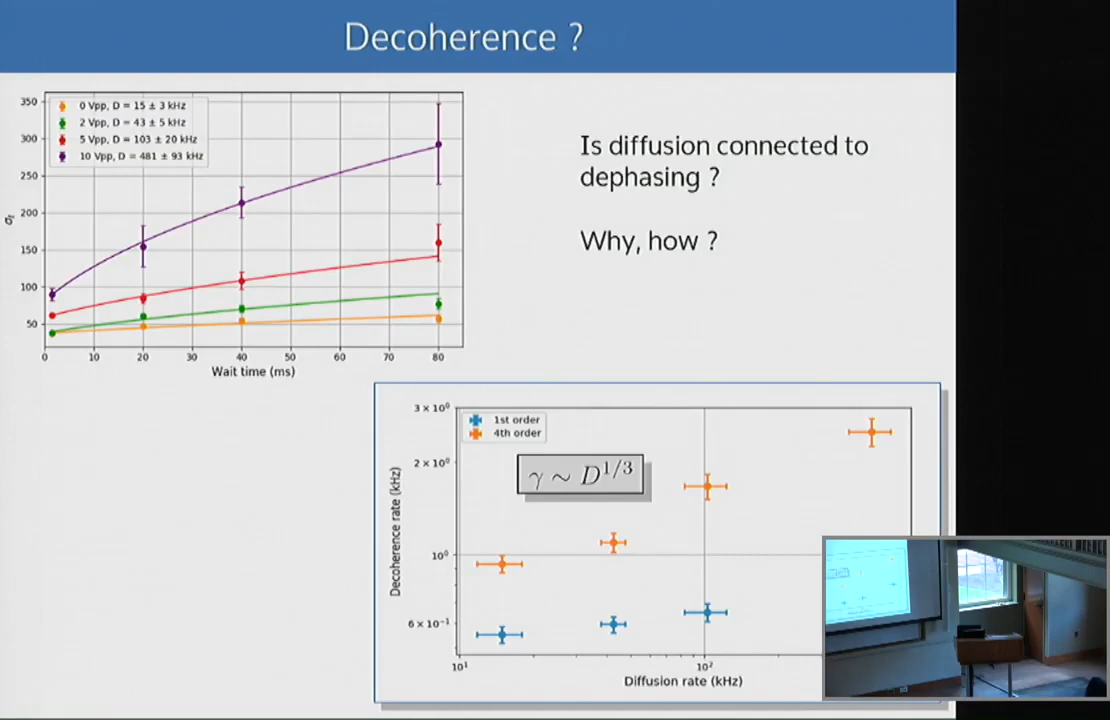 Decoherence ?
350
300
250
200
150
100
50
σℓ
0 Vpp, D = 15 ± 3 kHz
2 Vpp, D = 43 ± 5 kHz
5 Vpp, D = 103 ± 20 kHz
10 Vpp, D = 481 ± 93 kHz
0 10 20 30 40 50 60 70 80
Wait time (ms)
Is diffusion connected to
dephasing ?
Why, how ?
3 × 10⁰
2 × 10⁰
10⁰
6 × 10⁻¹
Decoherence rate (kHz)
1st order
4th order
γ ∼ D^{1/3}
10¹ 10²
Diffusion rate (kHz)